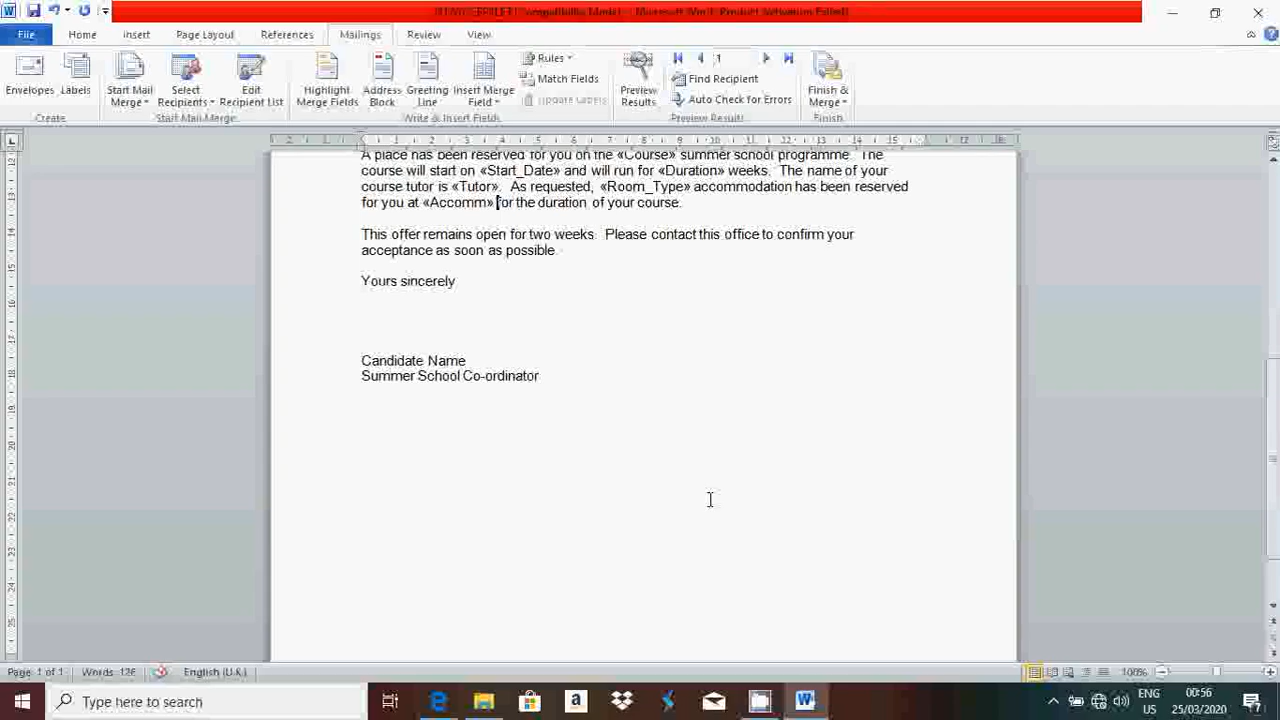 File Home Insert Page Layout References Mailings Review View
Envelopes Labels Start Mail Merge Select Recipients Edit Recipient List Highlight Merge Fields Address Block Greeting Line Insert Merge Field Rules Match Fields Update Labels Preview Results 1 Find Recipient Auto Check for Errors Finish & Merge
Create Start Mail Merge Write & Insert Fields Preview Results Finish
A place has been reserved for you on the «Course» summer school programme. The
course will start on «Start_Date» and will run for «Duration» weeks. The name of your
course tutor is «Tutor». As requested, «Room_Type» accommodation has been reserved
for you at «Accomm» for the duration of your course.
This offer remains open for two weeks. Please contact this office to confirm your
acceptance as soon as possible.
Yours sincerely
Candidate Name
Summer School Co-ordinator
Page: 1 of 1 Words: 126 English (U.K.) 100%
Type here to search ENG US 00:56 25/03/2020